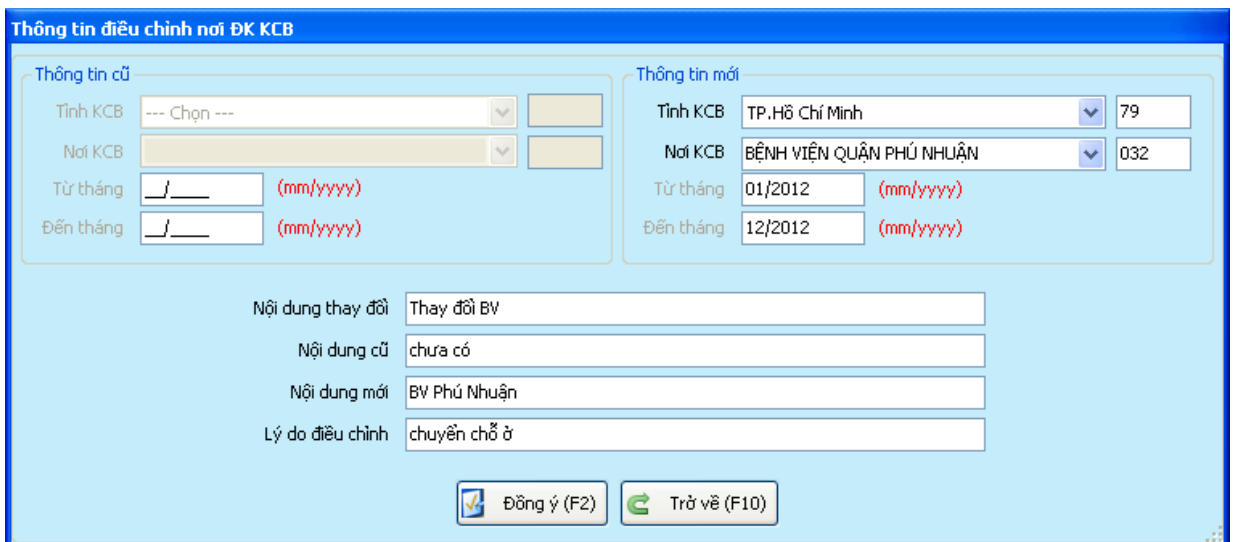 Thông tin điều chỉnh nơi ĐK KCB
Thông tin cũ
Tỉnh KCB --- Chọn ---
Nơi KCB
Từ tháng __/____ (mm/yyyy)
Đến tháng __/____ (mm/yyyy)
Thông tin mới
Tỉnh KCB TP.Hồ Chí Minh 79
Nơi KCB BỆNH VIỆN QUẬN PHÚ NHUẬN 032
Từ tháng 01/2012 (mm/yyyy)
Đến tháng 12/2012 (mm/yyyy)
Nội dung thay đổi Thay đổi BV
Nội dung cũ chưa có
Nội dung mới BV Phú Nhuận
Lý do điều chỉnh chuyển chỗ ở
Đồng ý (F2) Trở về (F10)